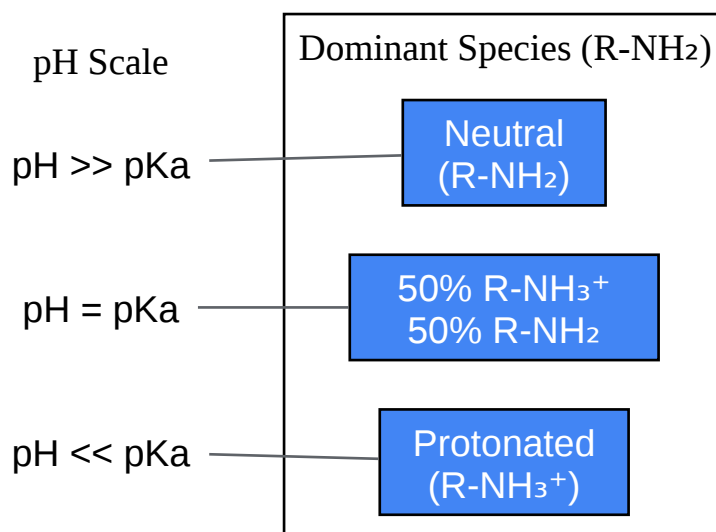 pH Scale
Dominant Species (R-NH₂)
pH >> pKa
Neutral
(R-NH₂)
pH = pKa
50% R-NH₃⁺
50% R-NH₂
pH << pKa
Protonated
(R-NH₃⁺)